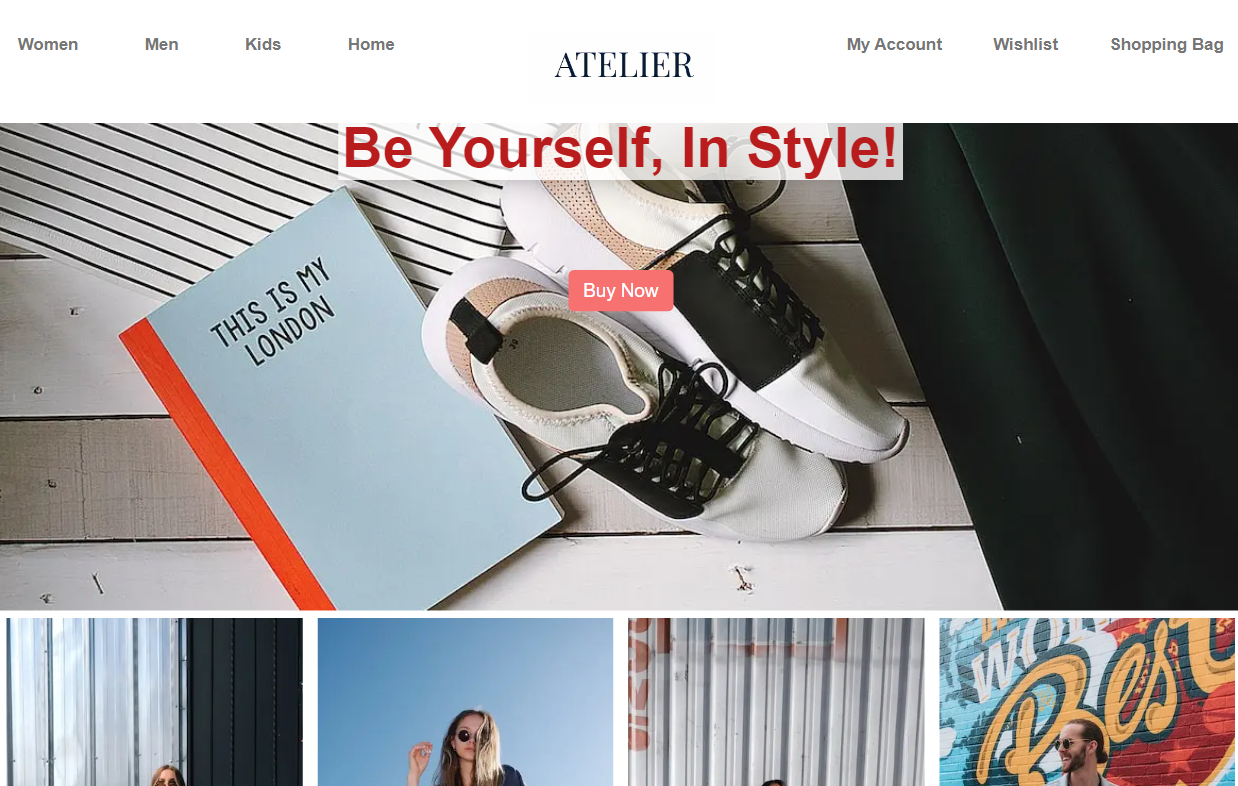 Women Men Kids Home
ATELIER
My Account Wishlist Shopping Bag
Be Yourself, In Style!
Buy Now
THIS IS MY
LONDON
Best